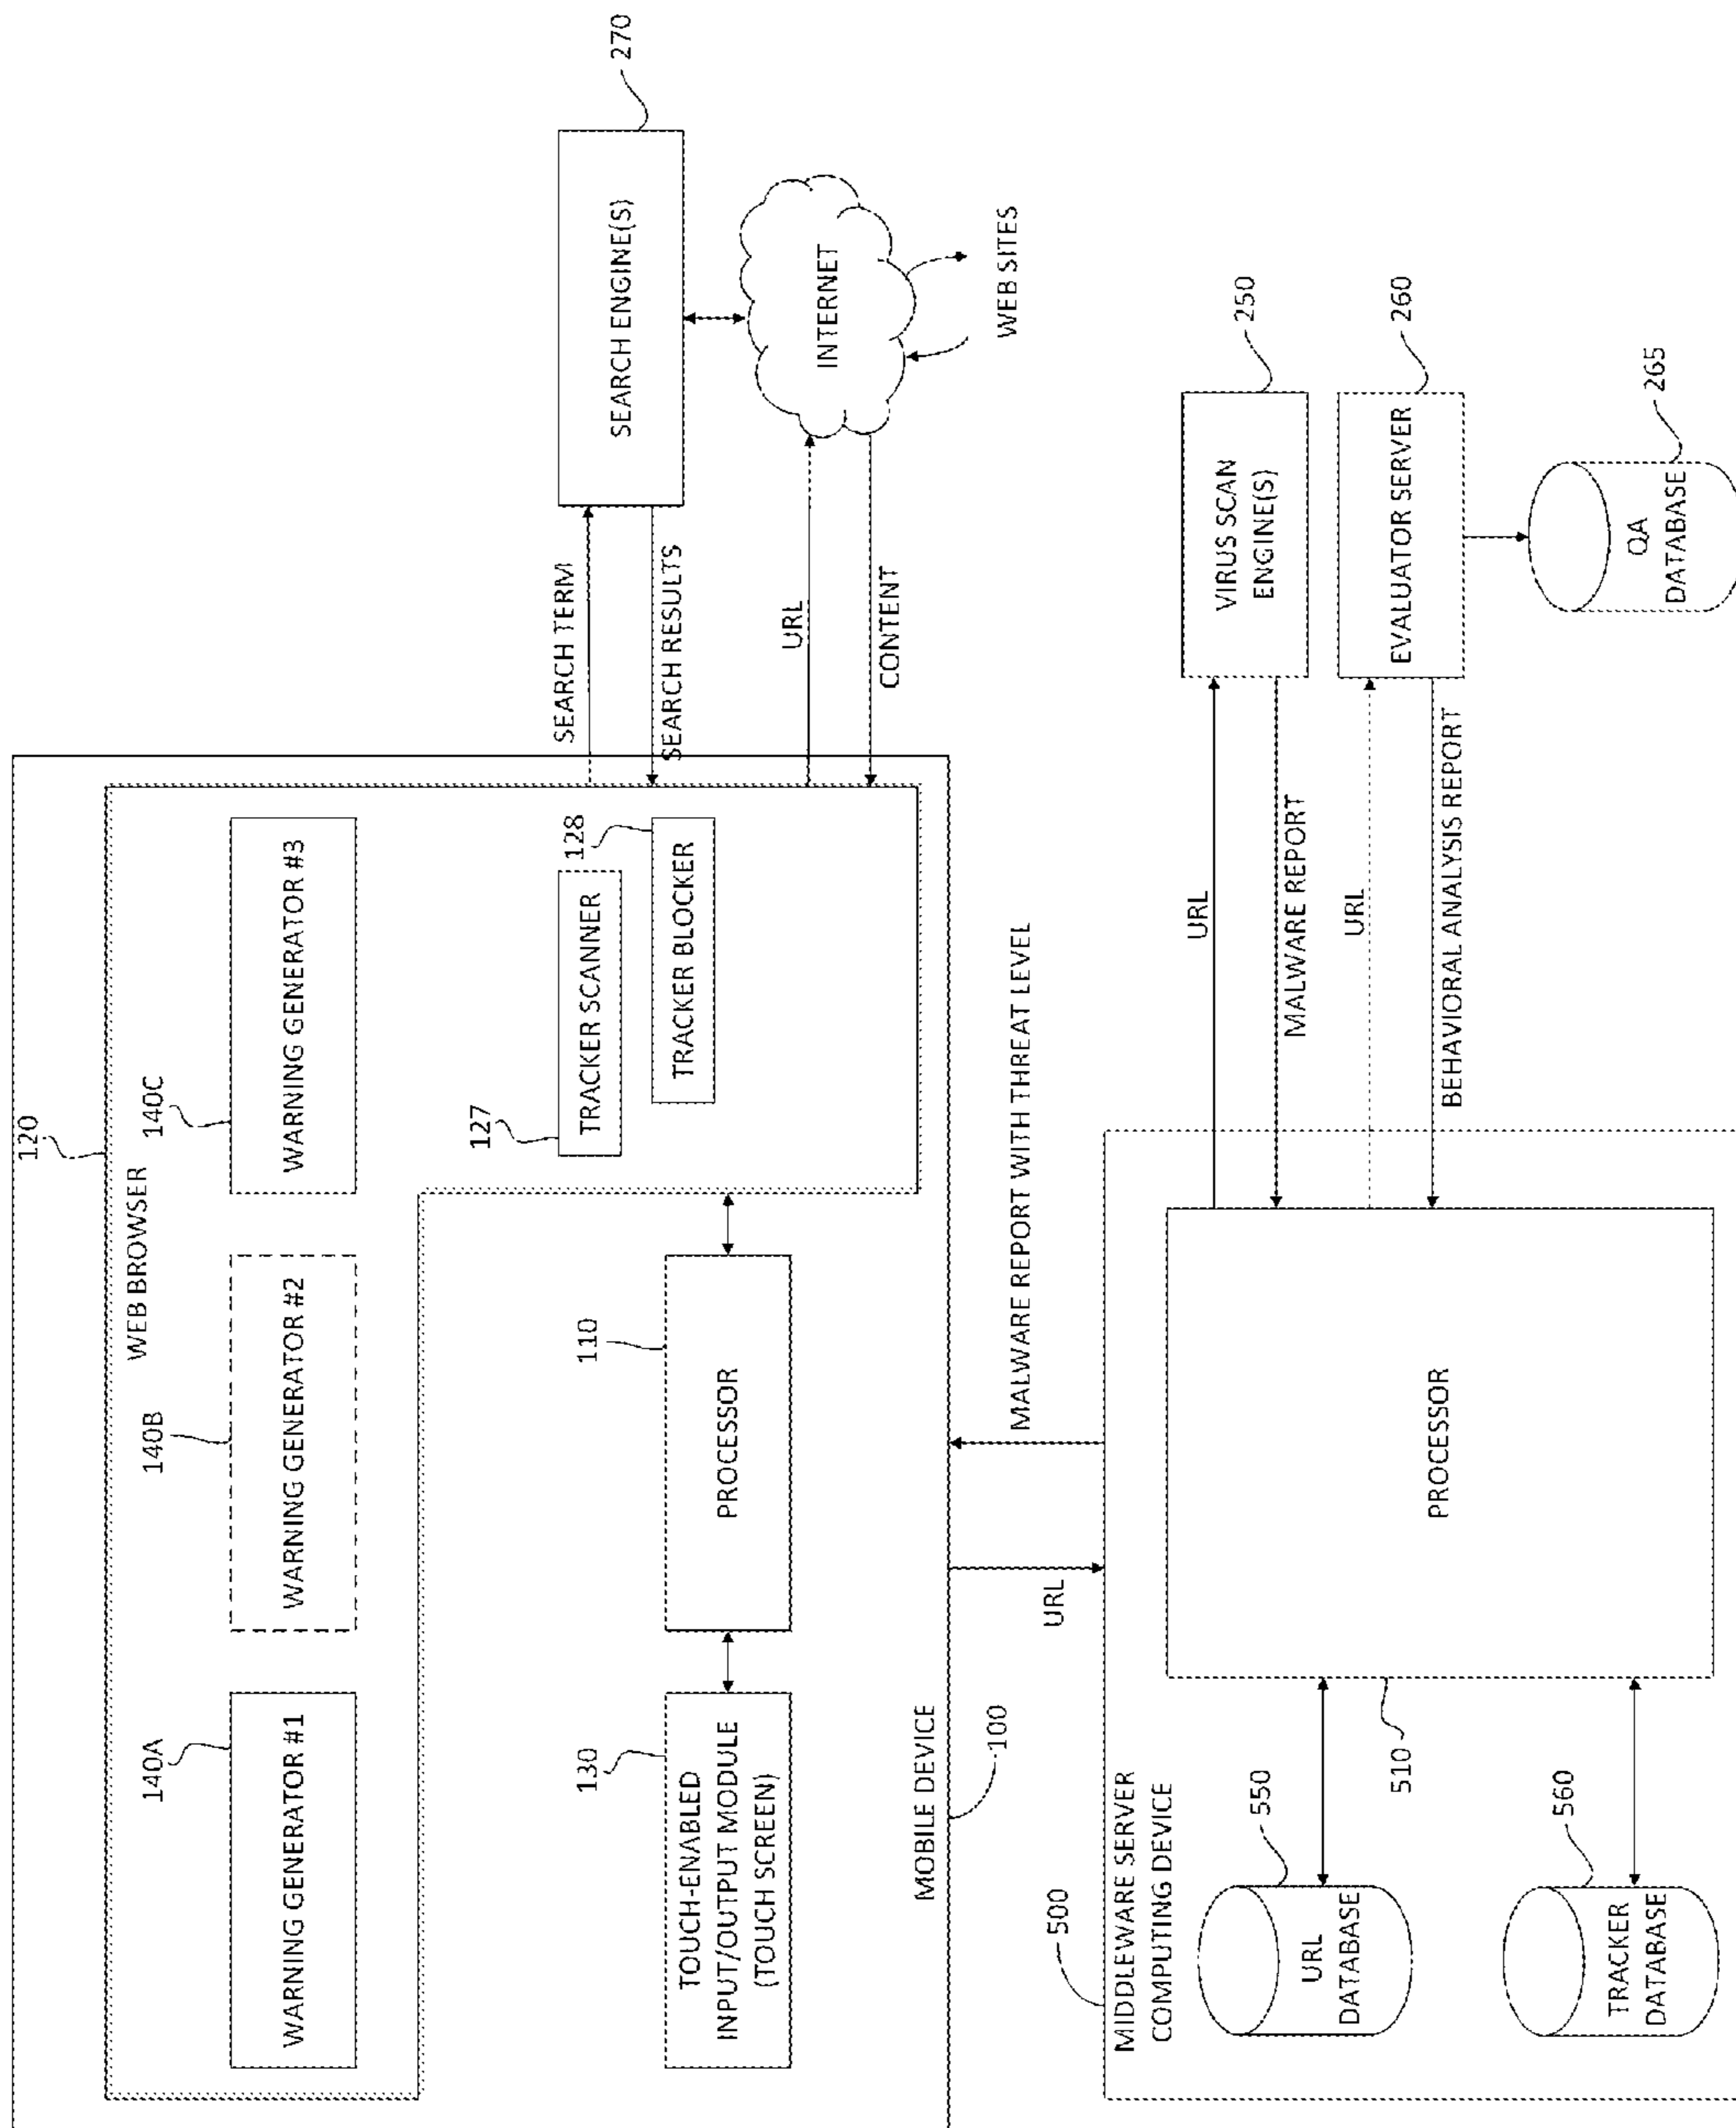 120
WEB BROWSER
140A
WARNING GENERATOR #1
140B
WARNING GENERATOR #2
140C
WARNING GENERATOR #3
130
TOUCH-ENABLED
INPUT/OUTPUT MODULE
(TOUCH SCREEN)
110
PROCESSOR
127
TRACKER SCANNER
128
TRACKER BLOCKER
MOBILE DEVICE
100
SEARCH TERM
SEARCH RESULTS
URL
CONTENT
SEARCH ENGINE(S)
270
INTERNET
WEB SITES
URL
MALWARE REPORT WITH THREAT LEVEL
500
MIDDLEWARE SERVER
COMPUTING DEVICE
550
URL
DATABASE
560
TRACKER
DATABASE
510
PROCESSOR
URL
MALWARE REPORT
URL
BEHAVIORAL ANALYSIS REPORT
250
VIRUS SCAN
ENGINE(S)
260
EVALUATOR SERVER
265
QA
DATABASE